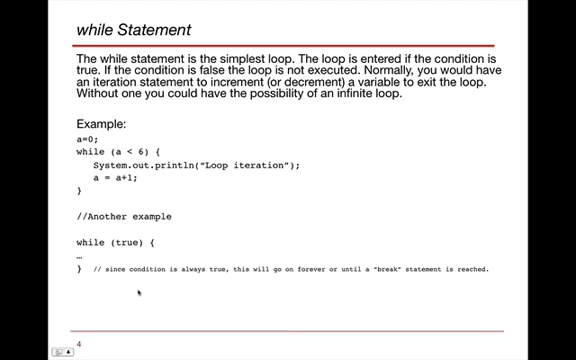 while Statement
The while statement is the simplest loop. The loop is entered if the condition is
true. If the condition is false the loop is not executed. Normally, you would have
an iteration statement to increment (or decrement) a variable to exit the loop.
Without one you could have the possibility of an infinite loop.
Example:
a=0;
while (a < 6) {
System.out.println(“Loop iteration”);
a = a+1;
}
//Another example
while (true) {
…
} // since condition is always true, this will go on forever or until a “break” statement is reached.
4